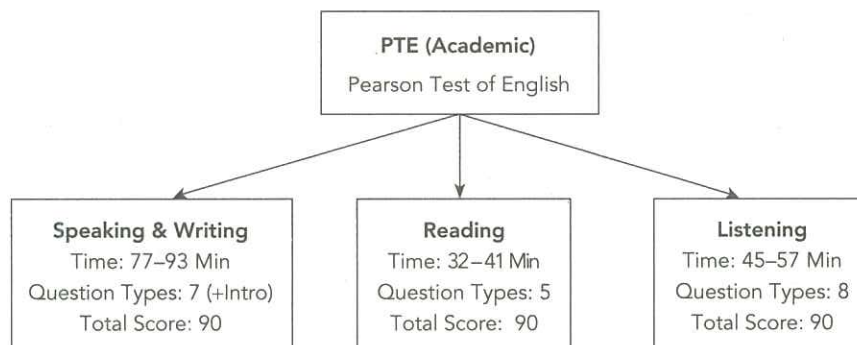 PTE (Academic)
Pearson Test of English
Speaking & Writing
Time: 77–93 Min
Question Types: 7 (+Intro)
Total Score: 90
Reading
Time: 32–41 Min
Question Types: 5
Total Score: 90
Listening
Time: 45–57 Min
Question Types: 8
Total Score: 90